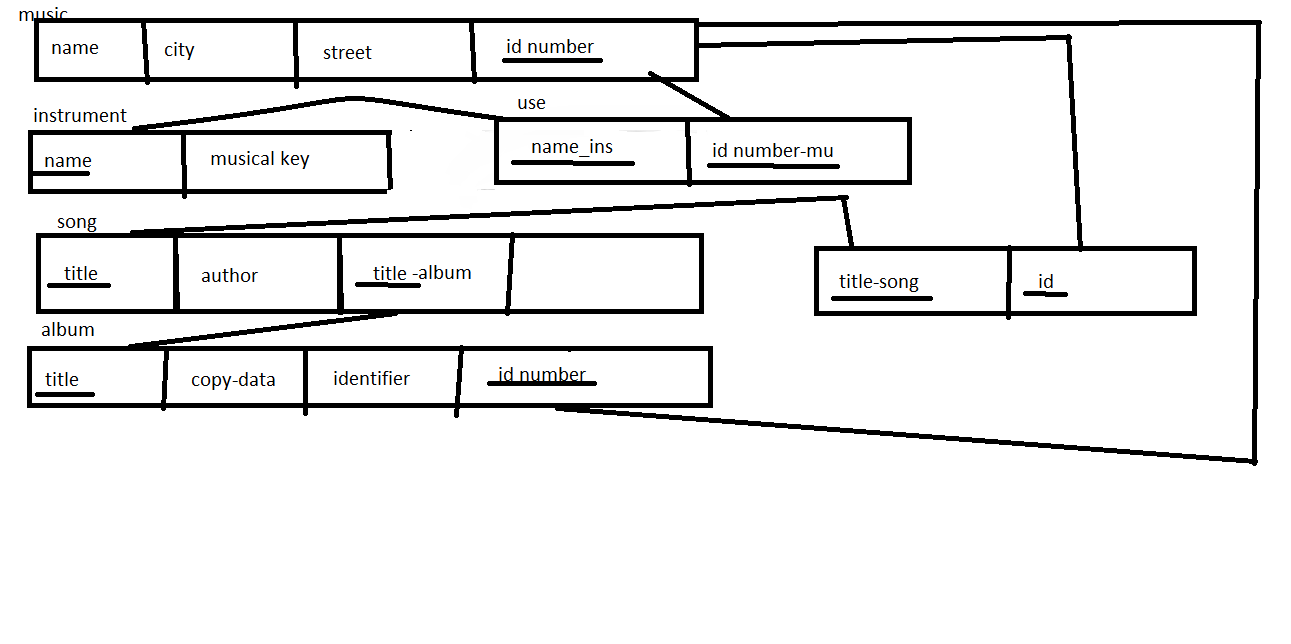 music
name city street id number
instrument
use
name musical key
name_ins id number-mu
song
title author title -album
title-song id
album
title copy-data identifier id number